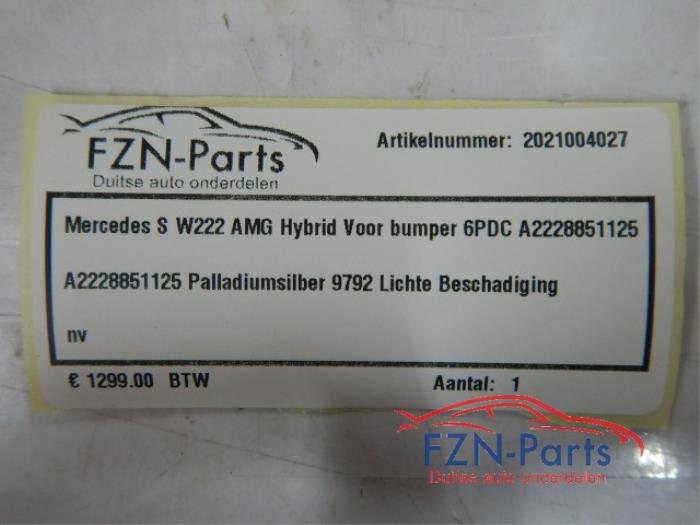 FZN-Parts
Duitse auto onderdelen
Artikelnummer: 2021004027
Mercedes S W222 AMG Hybrid Voor bumper 6PDC A2228851125
A2228851125 Palladiumsilber 9792 Lichte Beschadiging
nv
€ 1299.00 BTW
Aantal: 1
FZN-Parts
Duitse auto onderdelen